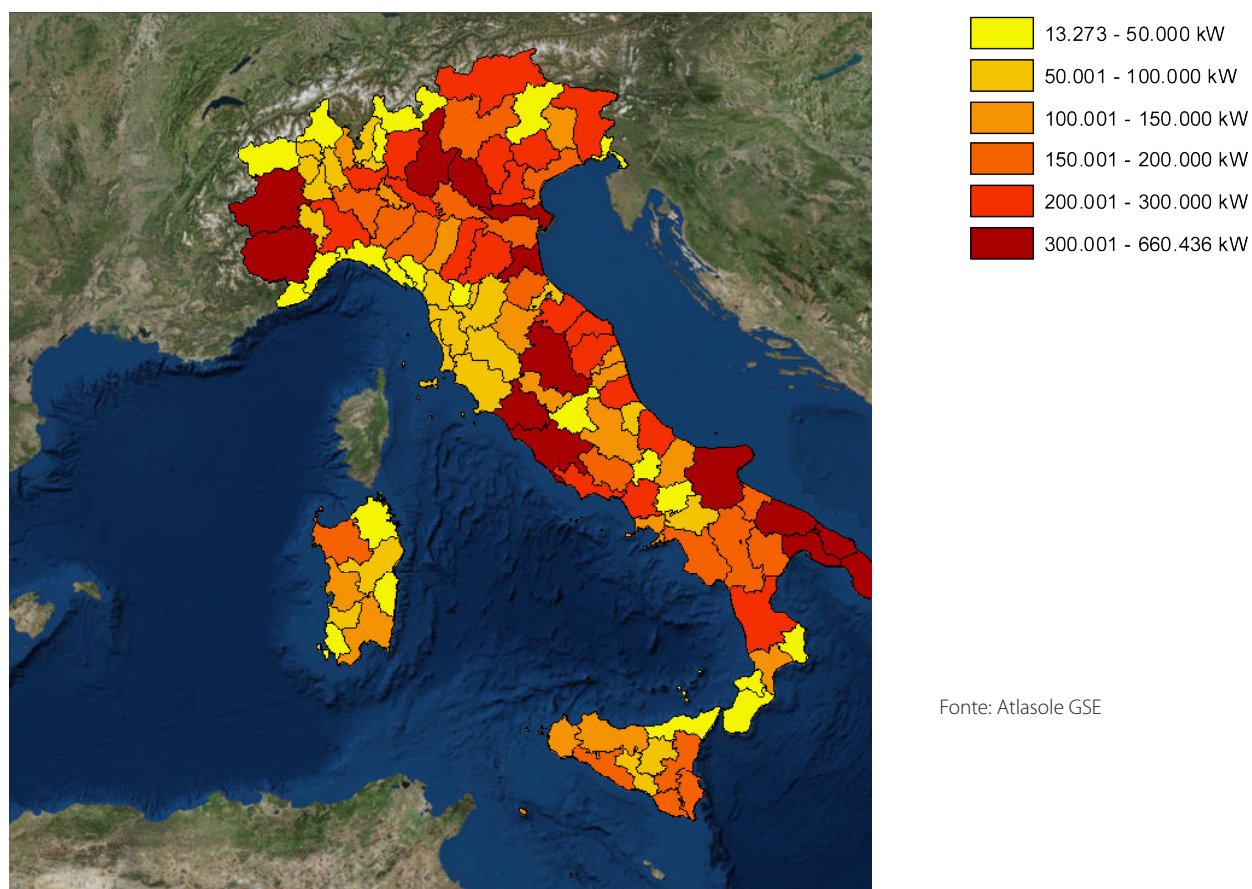 13.273 - 50.000 kW
50.001 - 100.000 kW
100.001 - 150.000 kW
150.001 - 200.000 kW
200.001 - 300.000 kW
300.001 - 660.436 kW
Fonte: Atlasole GSE